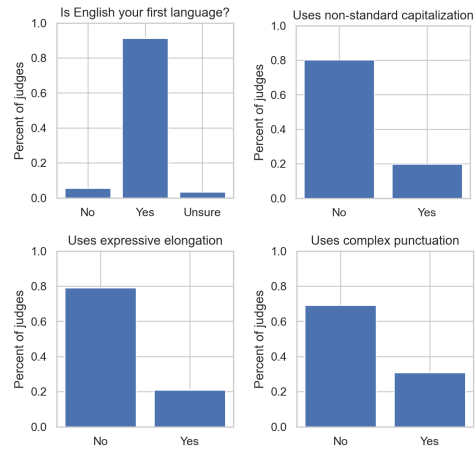 Is English your first language?
1.0
0.8
0.6
0.4
0.2
0.0
Percent of judges
No Yes Unsure
Uses non-standard capitalization
1.0
0.8
0.6
0.4
0.2
0.0
Percent of judges
No Yes
Uses expressive elongation
1.0
0.8
0.6
0.4
0.2
0.0
Percent of judges
No Yes
Uses complex punctuation
1.0
0.8
0.6
0.4
0.2
0.0
Percent of judges
No Yes